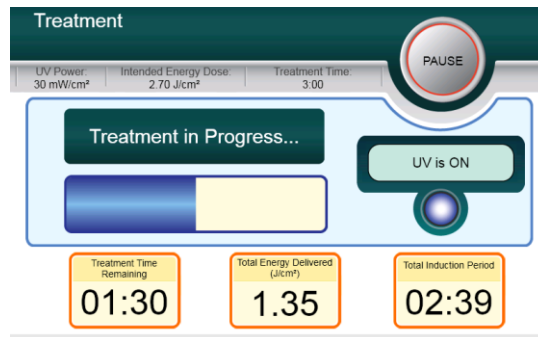 Treatment
PAUSE
UV Power:
30 mW/cm²
Intended Energy Dose:
2.70 J/cm²
Treatment Time:
3:00
Treatment in Progress...
UV is ON
Treatment Time
Remaining
01:30
Total Energy Delivered
(J/cm²)
1.35
Total Induction Period
02:39